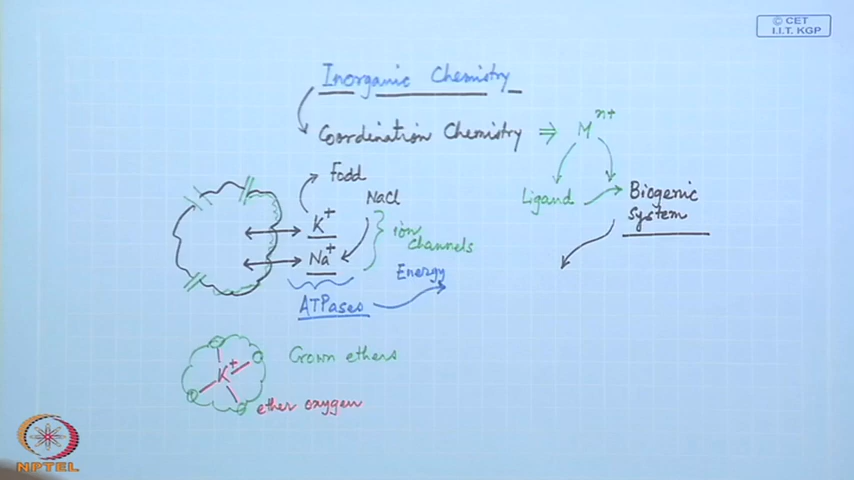 © CET
I.I.T. KGP
Inorganic Chemistry
Coordination Chemistry ⇒ Mⁿ⁺
Fodd
NaCl
K⁺
Na⁺
ion
channels
Ligand
Biogenic
system
Energy
ATPases
K⁺
Crown ethers
ether oxygen
NPTEL